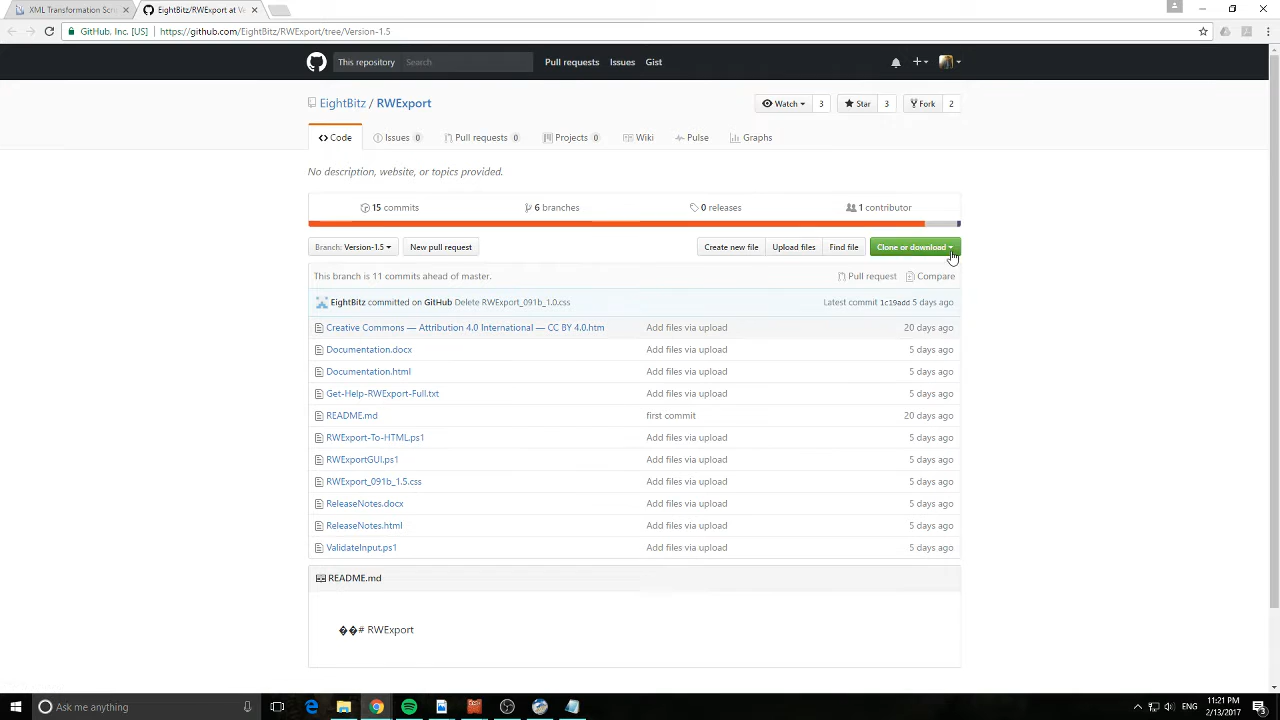 XML Transformation Scri
EightBitz/RWExport at Ve
GitHub, Inc. [US]
https://github.com/EightBitz/RWExport/tree/Version-1.5
This repository
Search
Pull requests
Issues
Gist
EightBitz / RWExport
Watch
3
Star
3
Fork
2
Code
Issues 0
Pull requests 0
Projects 0
Wiki
Pulse
Graphs
No description, website, or topics provided.
15 commits
6 branches
0 releases
1 contributor
Branch: Version-1.5
New pull request
Create new file
Upload files
Find file
Clone or download
This branch is 11 commits ahead of master.
Pull request
Compare
EightBitz committed on GitHub Delete RWExport_091b_1.0.css
Latest commit 1c19add 5 days ago
Creative Commons — Attribution 4.0 International — CC BY 4.0.htm Add files via upload 20 days ago
Documentation.docx Add files via upload 5 days ago
Documentation.html Add files via upload 5 days ago
Get-Help-RWExport-Full.txt Add files via upload 5 days ago
README.md first commit 20 days ago
RWExport-To-HTML.ps1 Add files via upload 5 days ago
RWExportGUI.ps1 Add files via upload 5 days ago
RWExport_091b_1.5.css Add files via upload 5 days ago
ReleaseNotes.docx Add files via upload 5 days ago
ReleaseNotes.html Add files via upload 5 days ago
ValidateInput.ps1 Add files via upload 5 days ago
README.md
��# RWExport
Ask me anything
ENG
11:21 PM
2/13/2017
3